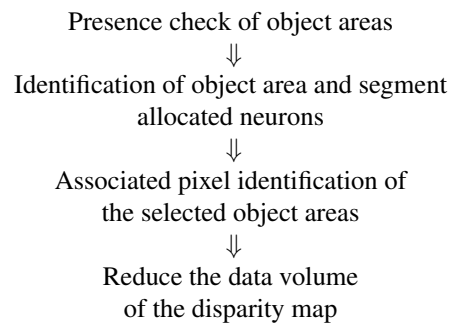 Presence check of object areas
⇓
Identification of object area and segment
allocated neurons
⇓
Associated pixel identification of
the selected object areas
⇓
Reduce the data volume
of the disparity map